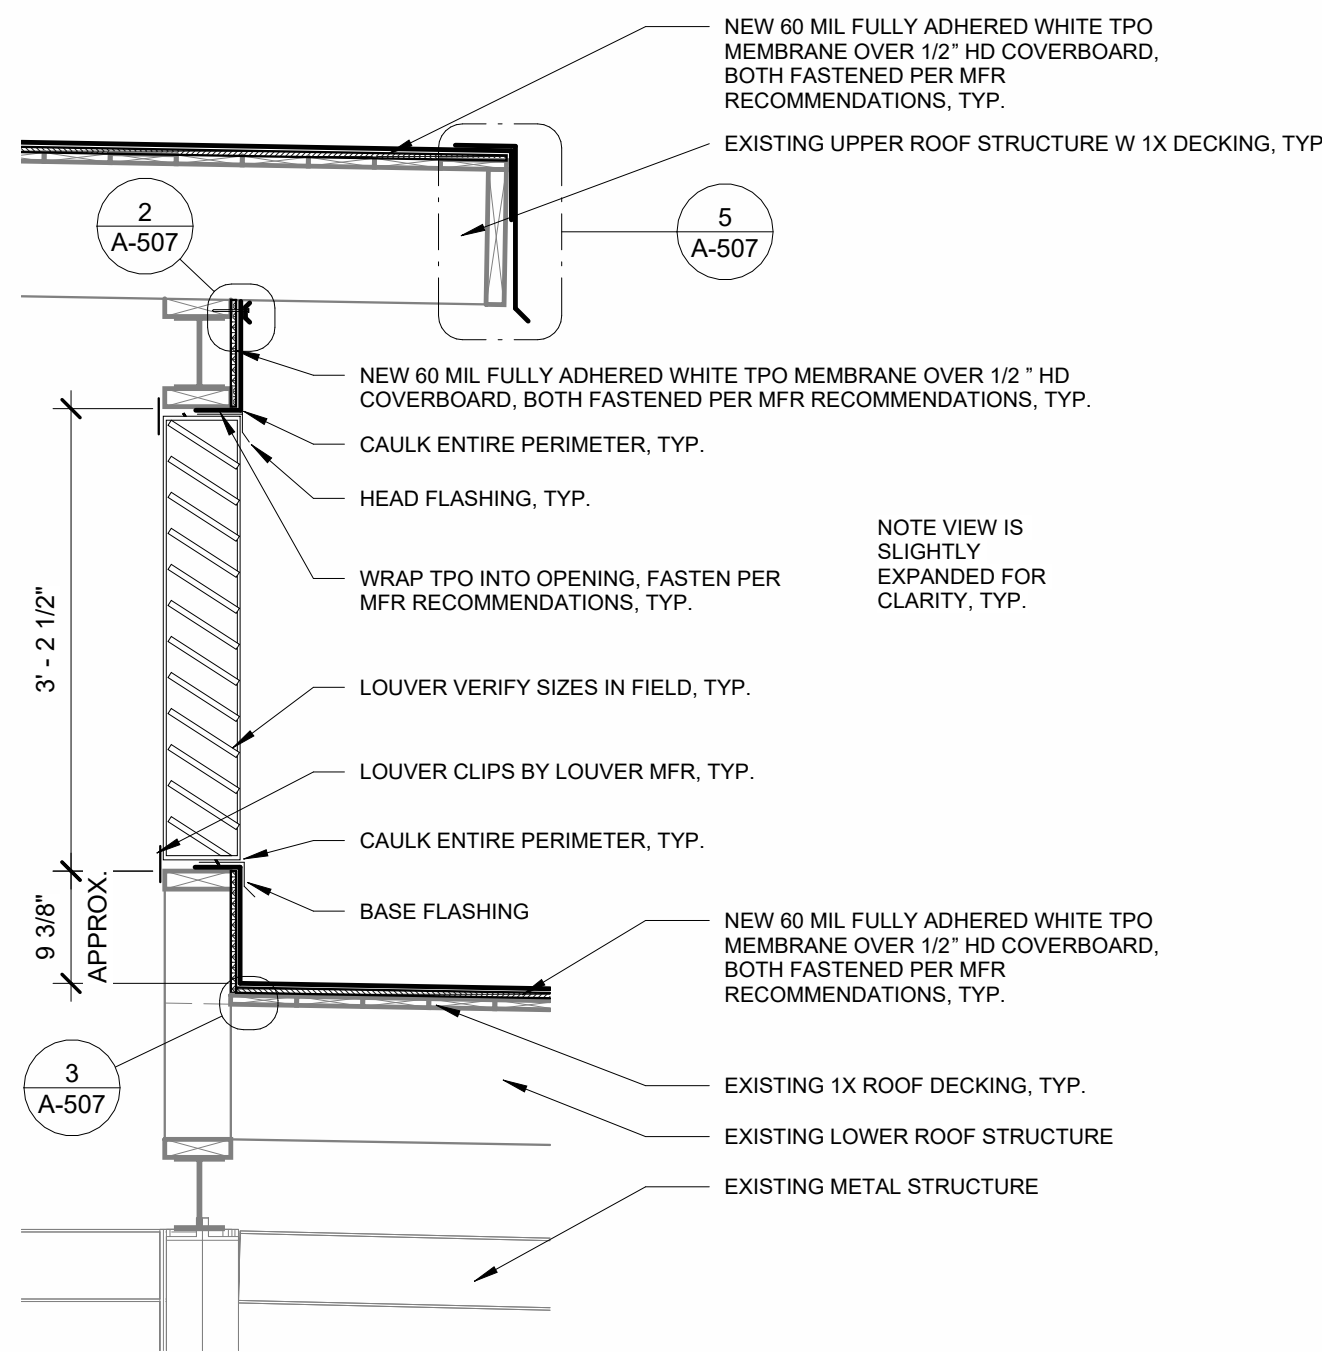 NEW 60 MIL FULLY ADHERED WHITE TPO
MEMBRANE OVER 1/2” HD COVERBOARD,
BOTH FASTENED PER MFR
RECOMMENDATIONS, TYP.
EXISTING UPPER ROOF STRUCTURE W 1X DECKING, TYP
2
A-507
5
A-507
NEW 60 MIL FULLY ADHERED WHITE TPO MEMBRANE OVER 1/2 ” HD
COVERBOARD, BOTH FASTENED PER MFR RECOMMENDATIONS, TYP.
CAULK ENTIRE PERIMETER, TYP.
HEAD FLASHING, TYP.
NOTE VIEW IS
SLIGHTLY
EXPANDED FOR
CLARITY, TYP.
WRAP TPO INTO OPENING, FASTEN PER
MFR RECOMMENDATIONS, TYP.
3' - 2 1/2"
LOUVER VERIFY SIZES IN FIELD, TYP.
LOUVER CLIPS BY LOUVER MFR, TYP.
CAULK ENTIRE PERIMETER, TYP.
9 3/8"
APPROX.
BASE FLASHING
NEW 60 MIL FULLY ADHERED WHITE TPO
MEMBRANE OVER 1/2” HD COVERBOARD,
BOTH FASTENED PER MFR
RECOMMENDATIONS, TYP.
3
A-507
EXISTING 1X ROOF DECKING, TYP.
EXISTING LOWER ROOF STRUCTURE
EXISTING METAL STRUCTURE